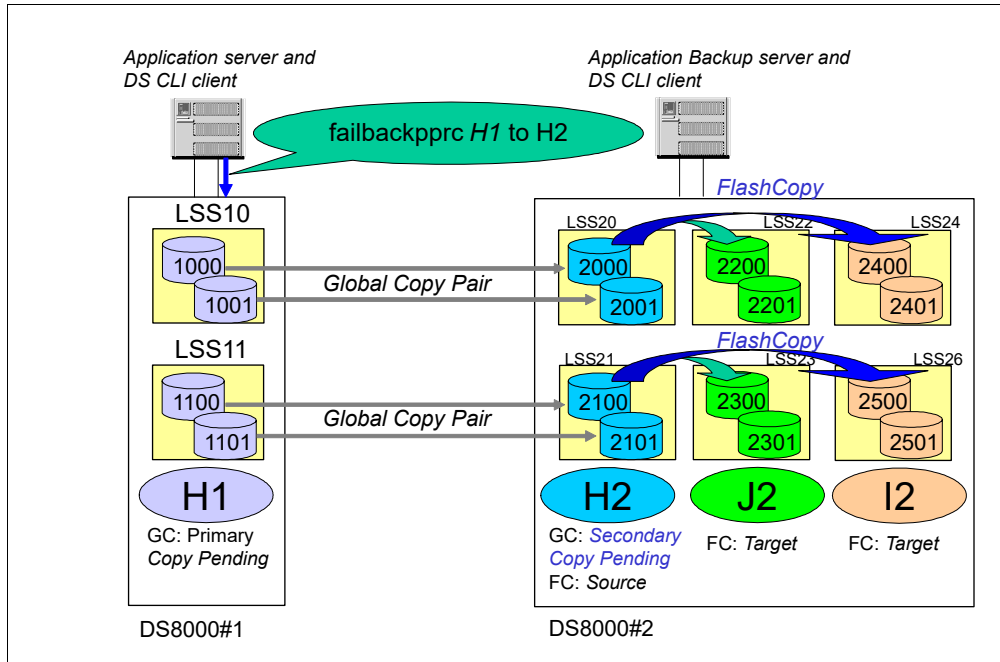 Application server and
DS CLI client
Application Backup server and
DS CLI client
failbackpprc H1 to H2
FlashCopy
LSS10
LSS20
LSS22
LSS24
1000
1001
Global Copy Pair
2000
2001
2200
2201
2400
2401
FlashCopy
LSS11
LSS21
LSS23
LSS26
1100
1101
Global Copy Pair
2100
2101
2300
2301
2500
2501
H1
H2
J2
I2
GC: Primary
Copy Pending
GC: Secondary
Copy Pending
FC: Source
FC: Target
FC: Target
DS8000#1
DS8000#2